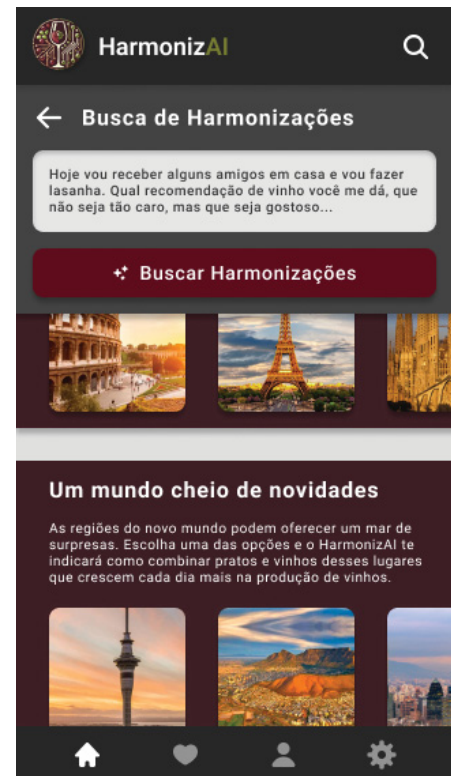 HarmonizAI
Busca de Harmonizações
Hoje vou receber alguns amigos em casa e vou fazer
lasanha. Qual recomendação de vinho você me dá, que
não seja tão caro, mas que seja gostoso...
Buscar Harmonizações
Um mundo cheio de novidades
As regiões do novo mundo podem oferecer um mar de
surpresas. Escolha uma das opções e o HarmonizAI te
indicará como combinar pratos e vinhos desses lugares
que crescem cada dia mais na produção de vinhos.